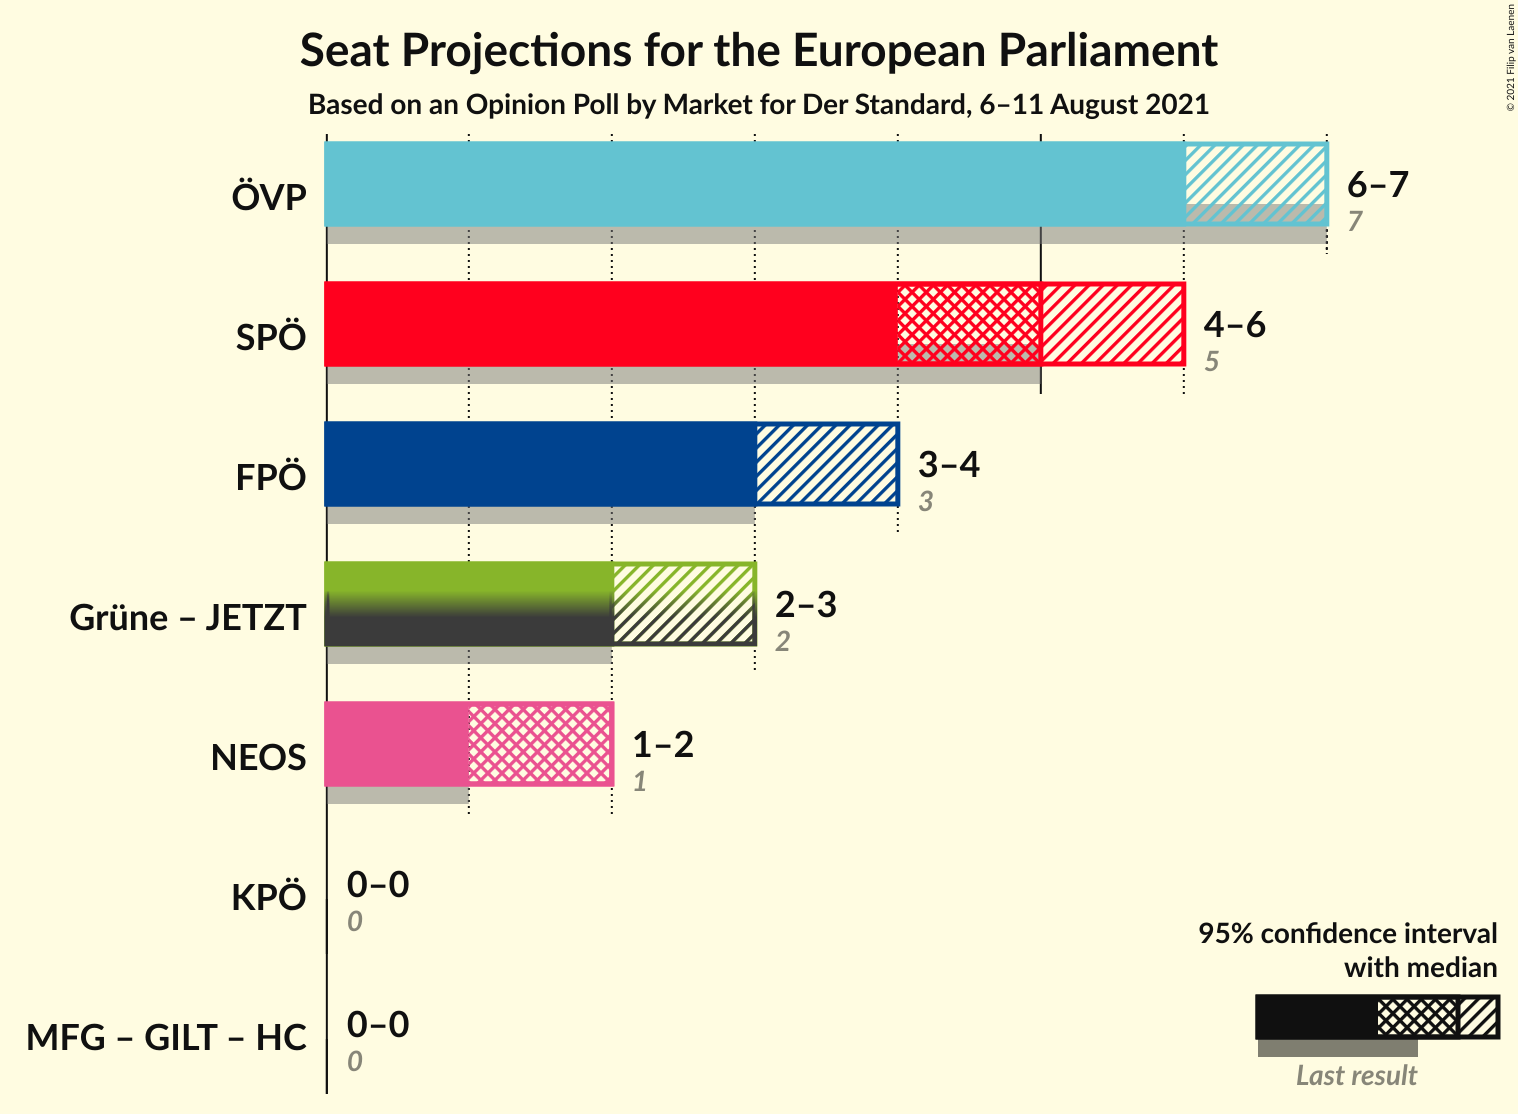 Seat Projections for the European Parliament
Based on an Opinion Poll by Market for Der Standard, 6–11 August 2021
© 2021 Filip van Laenen
ÖVP
6–7
7
SPÖ
4–6
5
FPÖ
3–4
3
Grüne – JETZT
2–3
2
NEOS
1–2
1
KPÖ
0–0
0
MFG – GILT – HC
0–0
0
95% confidence interval
with median
Last result